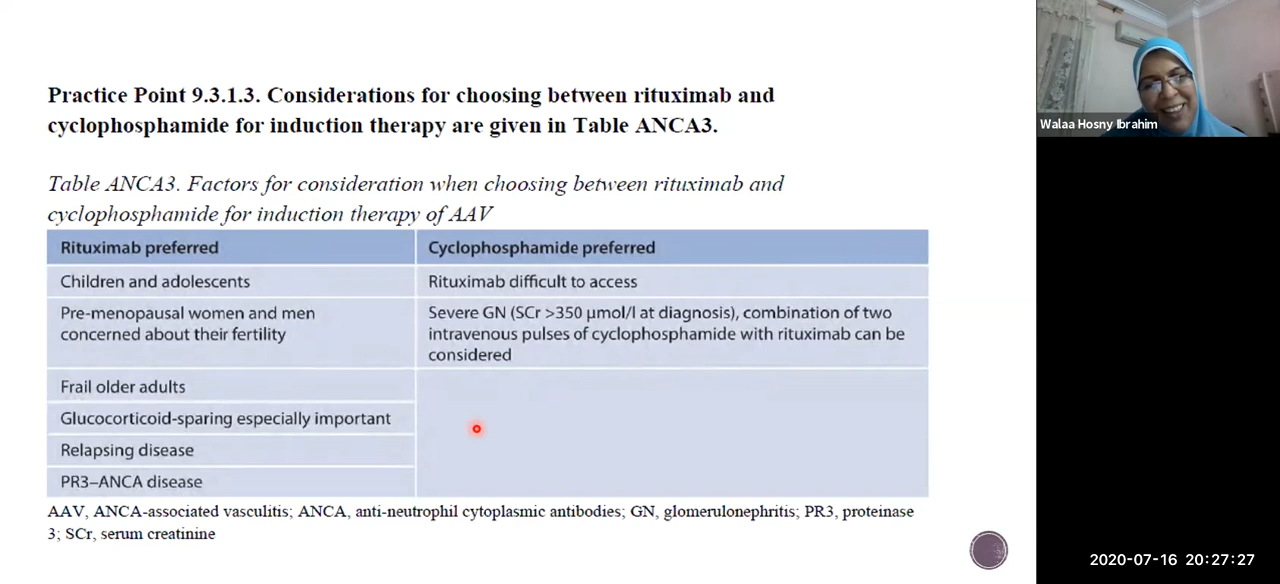 Practice Point 9.3.1.3. Considerations for choosing between rituximab and
cyclophosphamide for induction therapy are given in Table ANCA3.
Table ANCA3. Factors for consideration when choosing between rituximab and
cyclophosphamide for induction therapy of AAV
Rituximab preferred
Cyclophosphamide preferred
Children and adolescents
Rituximab difficult to access
Pre-menopausal women and men
concerned about their fertility
Severe GN (SCr >350 µmol/l at diagnosis), combination of two
intravenous pulses of cyclophosphamide with rituximab can be
considered
Frail older adults
Glucocorticoid-sparing especially important
Relapsing disease
PR3–ANCA disease
AAV, ANCA-associated vasculitis; ANCA, anti-neutrophil cytoplasmic antibodies; GN, glomerulonephritis; PR3, proteinase
3; SCr, serum creatinine
Walaa Hosny Ibrahim
2020-07-16 20:27:27